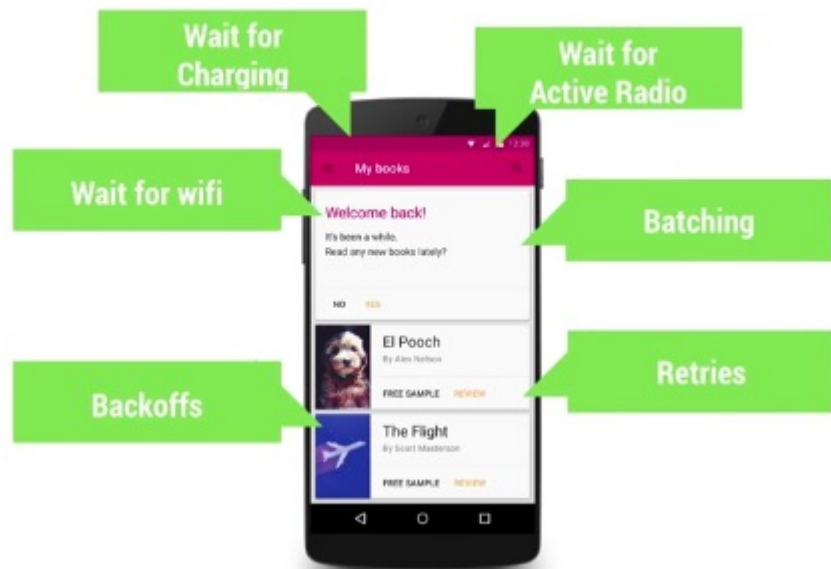 Wait for
Charging
Wait for
Active Radio
12:30
My books
Wait for wifi
Welcome back!
It's been a while.
Read any new books lately?
Batching
NO YES
El Pooch
By Alex Nelson
Retries
FREE SAMPLE REVIEW
Backoffs
The Flight
By Scott Masterson
FREE SAMPLE REVIEW